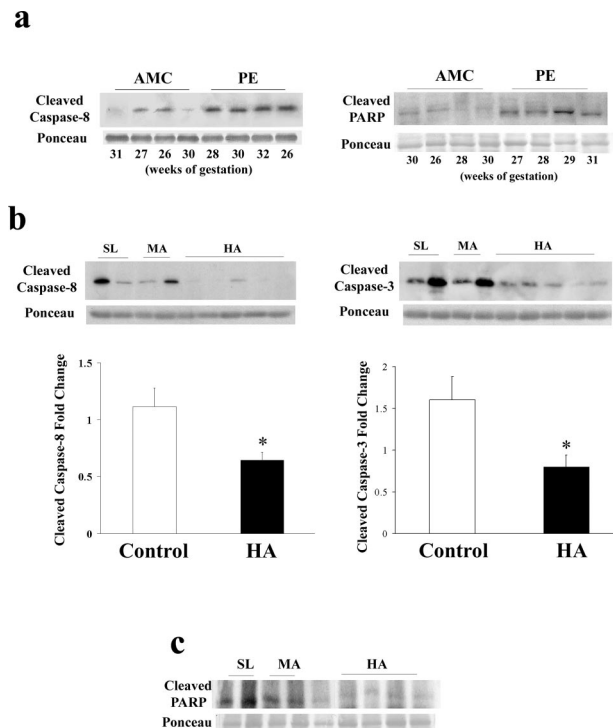 a
AMC PE
Cleaved
Caspase-8
Ponceau
31 27 26 30 28 30 32 26
(weeks of gestation)
AMC PE
Cleaved
PARP
Ponceau
30 26 28 30 27 28 29 31
(weeks of gestation)
b
SL MA HA
Cleaved
Caspase-8
Ponceau
SL MA HA
Cleaved
Caspase-3
Ponceau
Cleaved Caspase-8 Fold Change
1.5
1
0.5
0
*
Control HA
Cleaved Caspase-3 Fold Change
2
1.5
1
0.5
0
*
Control HA
c
SL MA HA
Cleaved
PARP
Ponceau